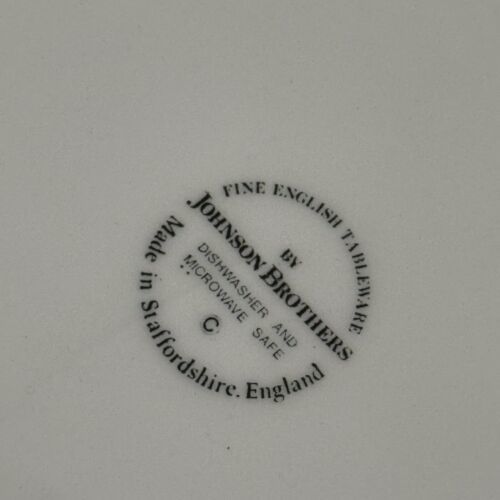 FINE ENGLISH TABLEWARE
BY
JOHNSON BROTHERS
DISHWASHER AND
MICROWAVE SAFE
C
Made in Staffordshire. England